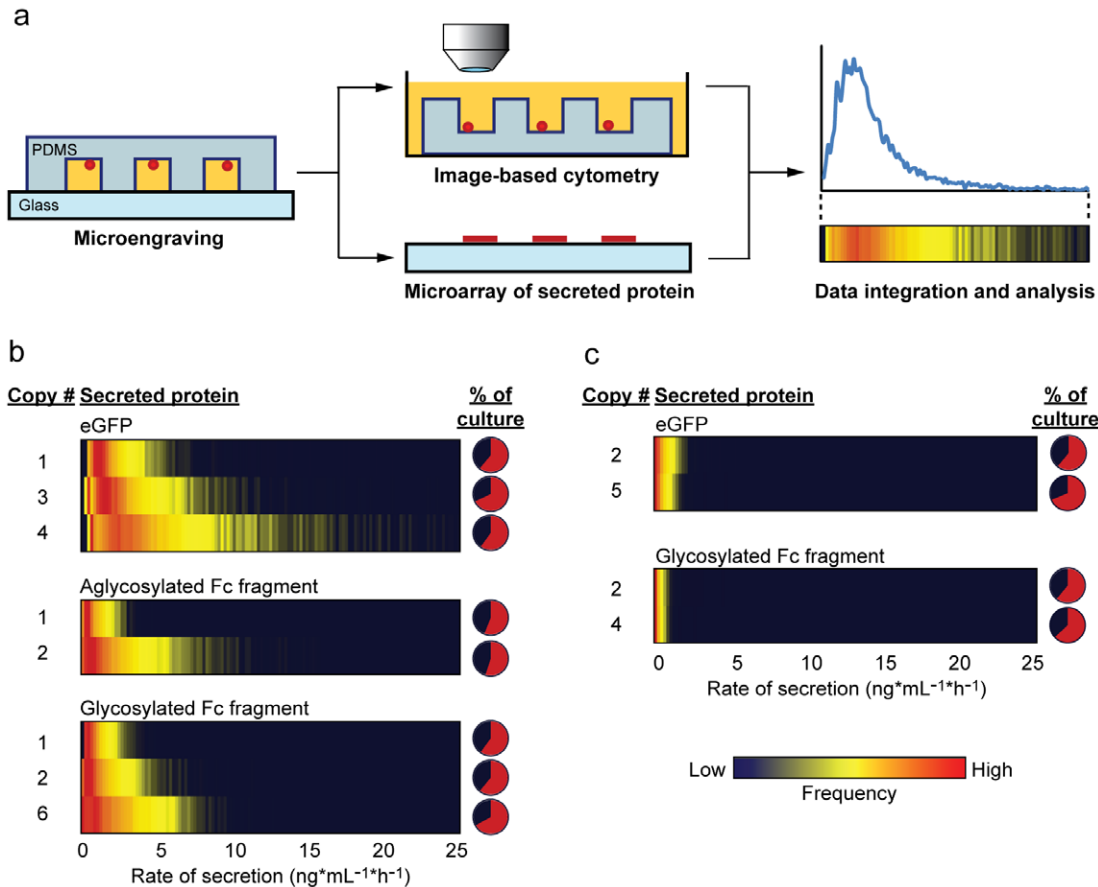 a
PDMS
Glass
Microengraving
Image-based cytometry
Microarray of secreted protein
Data integration and analysis
b
Copy # Secreted protein
% of
culture
eGFP
1
3
4
Aglycosylated Fc fragment
1
2
Glycosylated Fc fragment
1
2
6
0 5 10 15 20 25
Rate of secretion (ng*mL⁻¹*h⁻¹)
c
Copy # Secreted protein
% of
culture
eGFP
2
5
Glycosylated Fc fragment
2
4
0 5 10 15 20 25
Rate of secretion (ng*mL⁻¹*h⁻¹)
Low High
Frequency